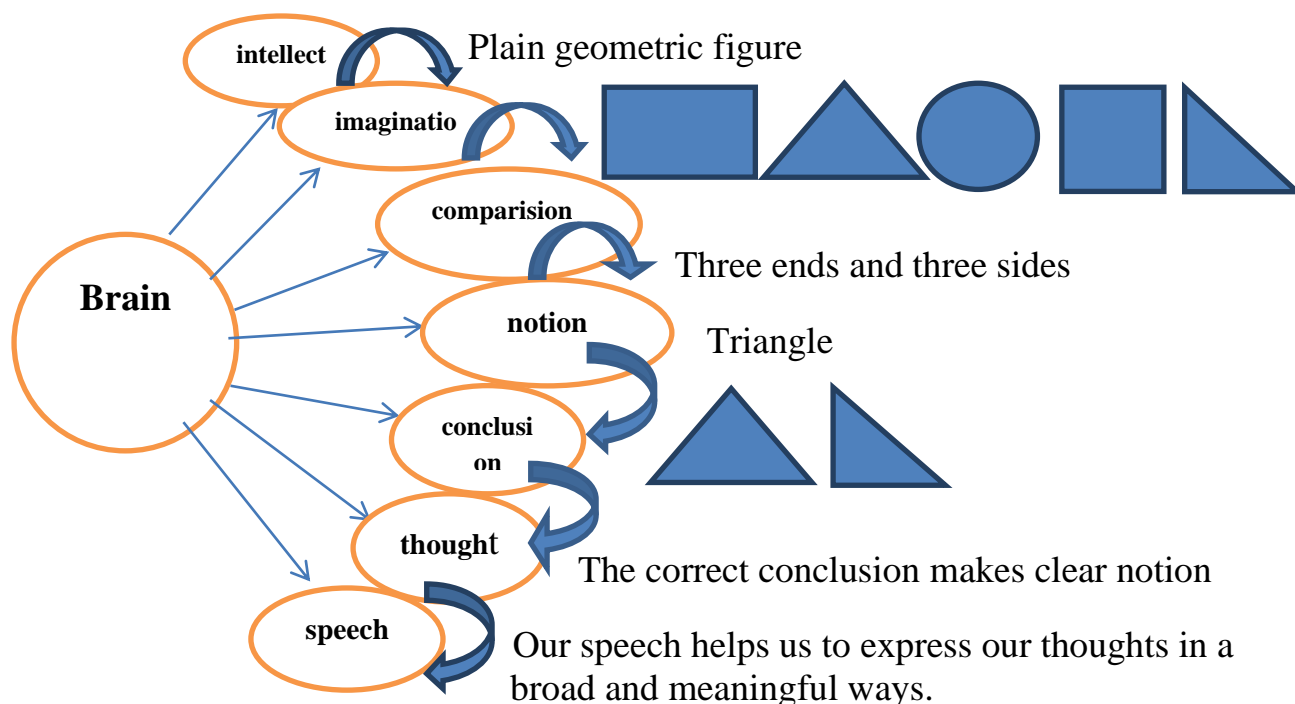 intellect
Plain geometric figure
imaginatio
comparision
Three ends and three sides
Brain
notion
Triangle
conclusi
on
thought
The correct conclusion makes clear notion
speech
Our speech helps us to express our thoughts in a
broad and meaningful ways.